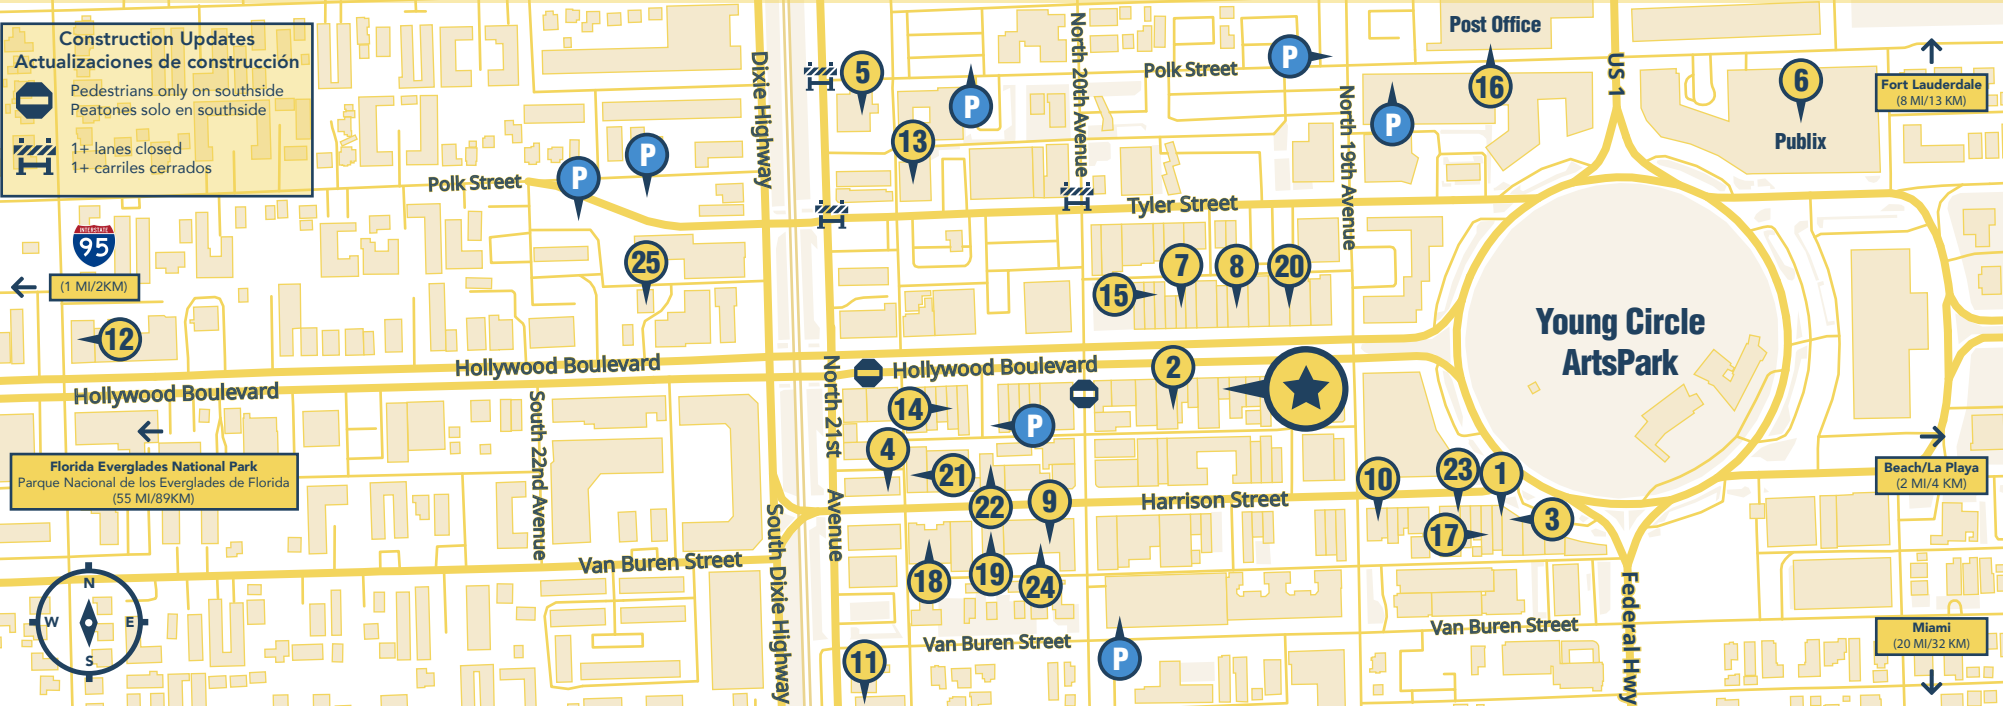 Construction Updates
Actualizaciones de construcción
Pedestrians only on southside
Peatones solo en southside
1+ lanes closed
1+ carriles cerrados
Post Office
Publix
Fort Lauderdale
(8 MI/13 KM)
Polk Street
Polk Street
Tyler Street
Dixie Highway
North 20th Avenue
North 19th Avenue
US 1
INTERSTATE
95
(1 MI/2KM)
Young Circle
ArtsPark
Hollywood Boulevard
Hollywood Boulevard
Hollywood Boulevard
North 21st
Avenue
South 22nd Avenue
Florida Everglades National Park
Parque Nacional de los Everglades de Florida
(55 MI/89KM)
Harrison Street
Beach/La Playa
(2 MI/4 KM)
Van Buren Street
Van Buren Street
Van Buren Street
South Dixie Highway
Federal Hwy
Miami
(20 MI/32 KM)
N
W
E
S
P
P
P
P
P
P
P
5
13
16
6
25
15
7
8
20
12
2
14
4
21
22
9
10
23
1
17
3
18
19
24
11